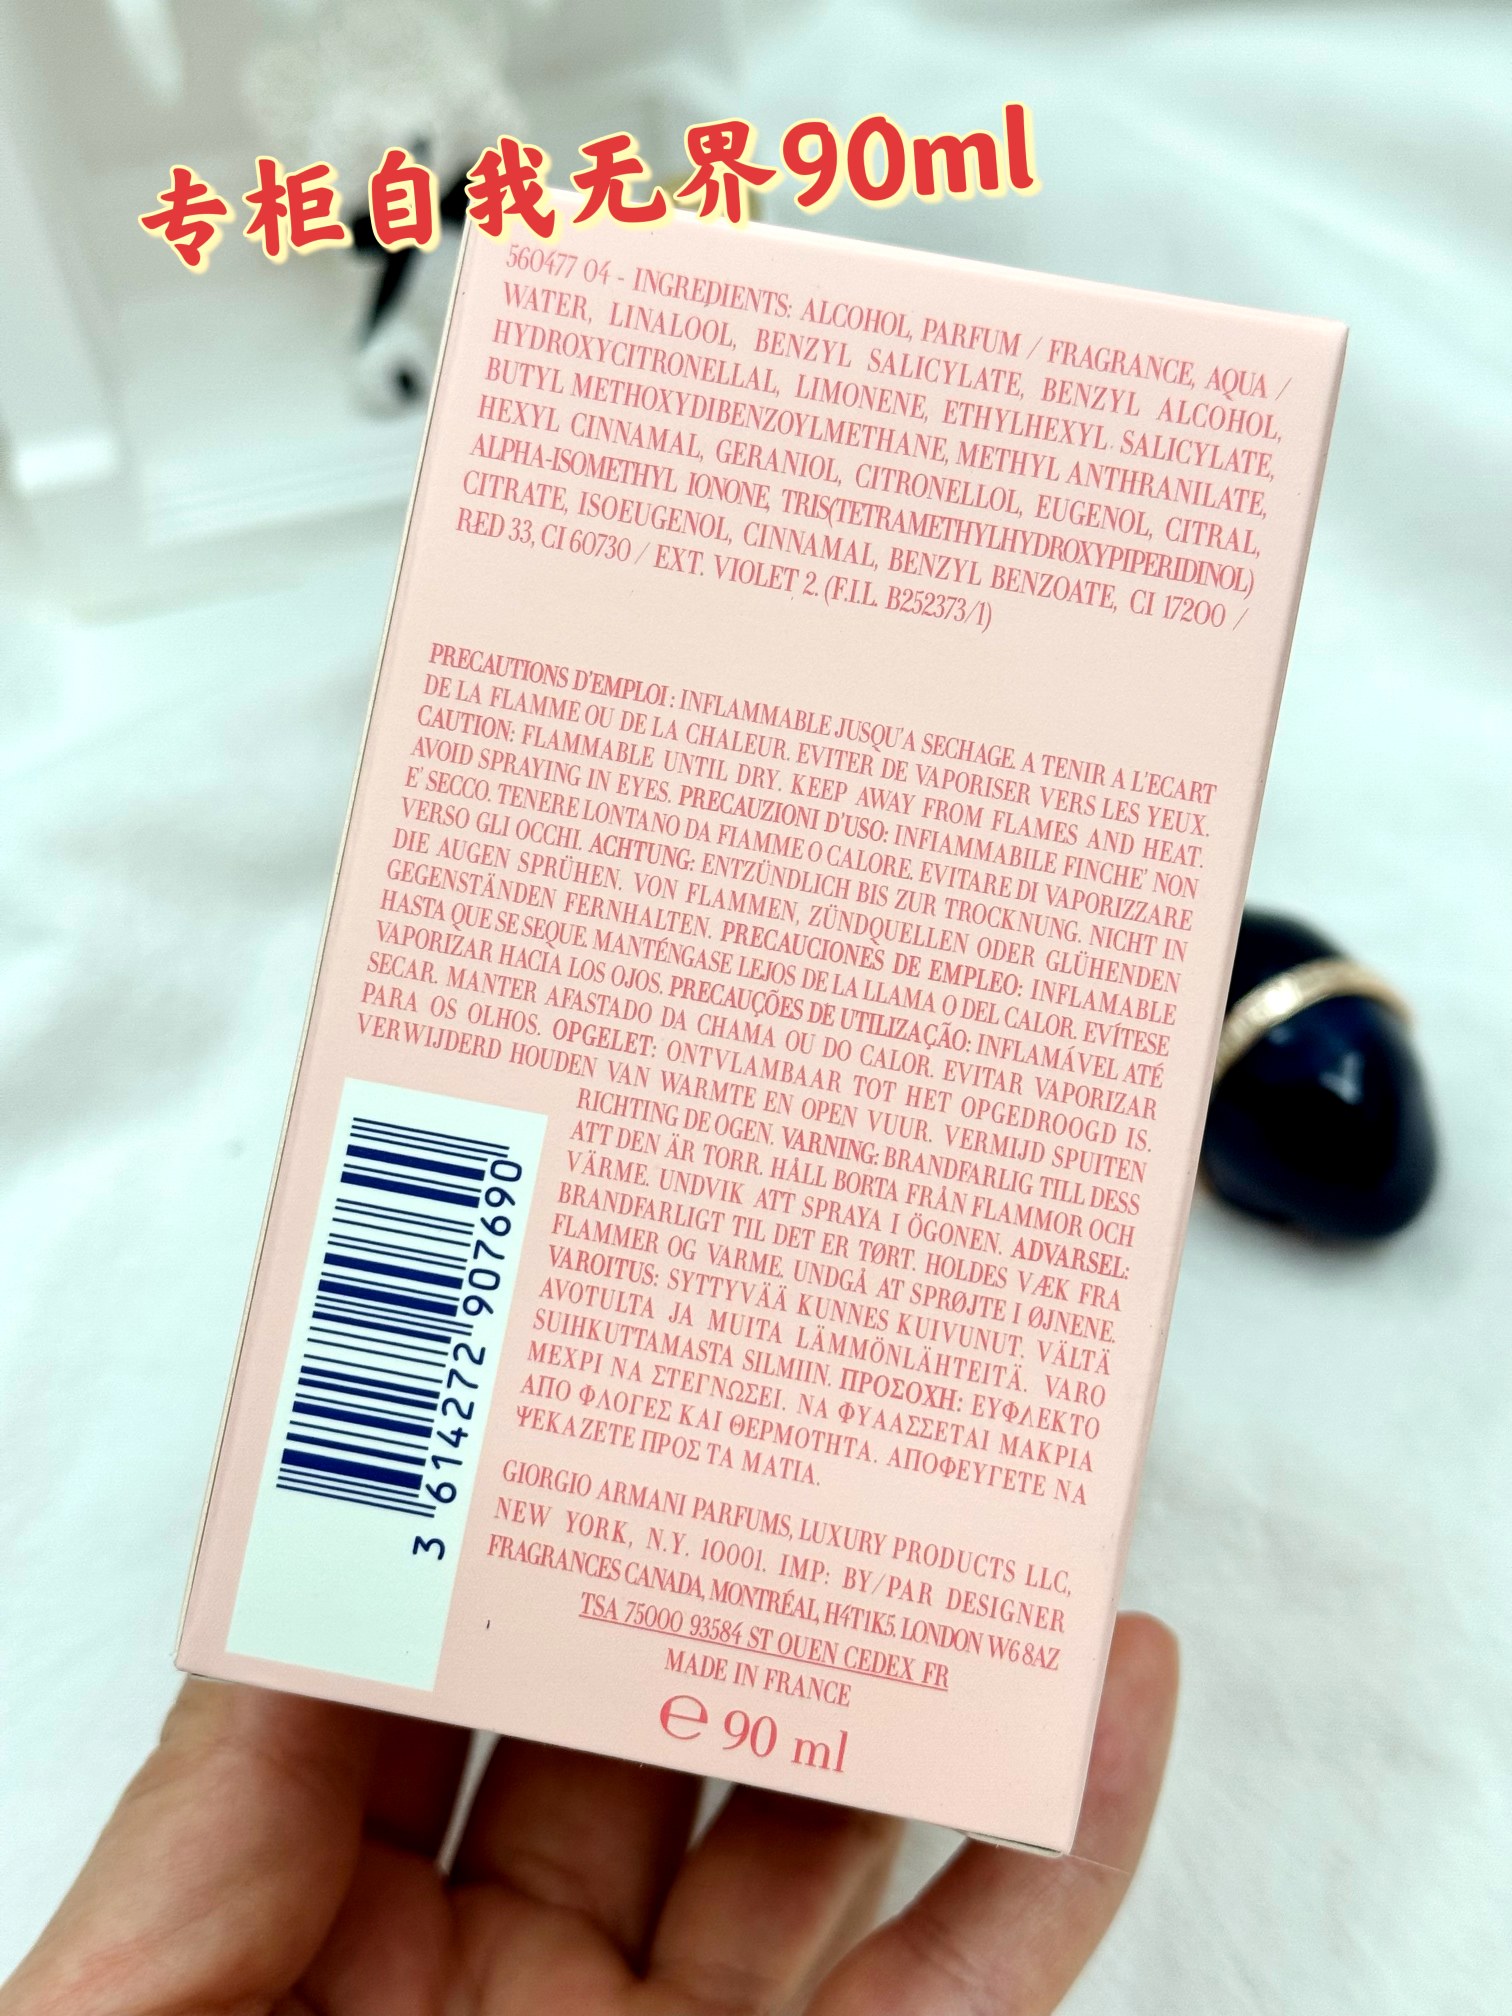 专柜自我无界90ml
560477 04 - INGREDIENTS: ALCOHOL, PARFUM / FRAGRANCE, AQUA /
WATER, LINALOOL, BENZYL SALICYLATE, BENZYL ALCOHOL,
HYDROXYCITRONELLAL, LIMONENE, ETHYLHEXYL SALICYLATE,
BUTYL METHOXYDIBENZOYLMETHANE, METHYL ANTHRANILATE,
HEXYL CINNAMAL, GERANIOL, CITRONELLOL, EUGENOL, CITRAL,
ALPHA-ISOMETHYL IONONE, TRIS(TETRAMETHYLHYDROXYPIPERIDINOL)
CITRATE, ISOEUGENOL, CINNAMAL, BENZYL BENZOATE, CI 17200 /
RED 33, CI 60730 / EXT. VIOLET 2. (F.I.L. B252373/1)
PRECAUTIONS D'EMPLOI : INFLAMMABLE JUSQU'A SECHAGE. A TENIR A L'ECART
DE LA FLAMME OU DE LA CHALEUR. EVITER DE VAPORISER VERS LES YEUX.
CAUTION: FLAMMABLE UNTIL DRY. KEEP AWAY FROM FLAMES AND HEAT.
AVOID SPRAYING IN EYES. PRECAUZIONI D'USO: INFIAMMABILE FINCHE' NON
E' SECCO. TENERE LONTANO DA FIAMME O CALORE. EVITARE DI VAPORIZZARE
VERSO GLI OCCHI. ACHTUNG: ENTZÜNDLICH BIS ZUR TROCKNUNG. NICHT IN
DIE AUGEN SPRÜHEN. VON FLAMMEN, ZÜNDQUELLEN ODER GLÜHENDEN
GEGENSTÄNDEN FERNHALTEN. PRECAUCIONES DE EMPLEO: INFLAMABLE
HASTA QUE SE SEQUE. MANTÉNGASE LEJOS DE LA LLAMA O DEL CALOR. EVÍTESE
VAPORIZAR HACIA LOS OJOS. PRECAUÇÕES DE UTILIZAÇÃO: INFLAMÁVEL ATÉ
SECAR. MANTER AFASTADO DA CHAMA OU DO CALOR. EVITAR VAPORIZAR
PARA OS OLHOS. OPGELET: ONTVLAMBAAR TOT HET OPGEDROOGD IS.
VERWIJDERD HOUDEN VAN WARMTE EN OPEN VUUR. VERMIJD SPUITEN
RICHTING DE OGEN. VARNING: BRANDFARLIG TILL DESS
ATT DEN ÄR TORR. HÅLL BORTA FRÅN FLAMMOR OCH
VÄRME. UNDVIK ATT SPRAYA I ÖGONEN. ADVARSEL:
BRANDFARLIGT TIL DET ER TØRT. HOLDES VÆK FRA
FLAMMER OG VARME. UNDGÅ AT SPRØJTE I ØJNENE.
VAROITUS: SYTTYVÄÄ KUNNES KUIVUNUT. VÄLTÄ
AVOTULTA JA MUITA LÄMMÖNLÄHTEITÄ. VARO
SUIHKUTTAMASTA SILMIIN. ΠΡΟΣΟΧΗ: ΕΥΦΛΕΚΤΟ
ΜΕΧΡΙ ΝΑ ΣΤΕΓΝΩΣΕΙ. ΝΑ ΦΥΛΑΣΣΕΤΑΙ ΜΑΚΡΙΑ
ΑΠΟ ΦΛΟΓΕΣ ΚΑΙ ΘΕΡΜΟΤΗΤΑ. ΑΠΟΦΕΥΓΕΤΕ ΝΑ
ΨΕΚΑΖΕΤΕ ΠΡΟΣ ΤΑ ΜΑΤΙΑ.
3 614272 907690
GIORGIO ARMANI PARFUMS, LUXURY PRODUCTS LLC,
NEW YORK, N.Y. 10001. IMP: BY/PAR DESIGNER
FRAGRANCES CANADA, MONTRÉAL, H4T1K5. LONDON W6 8AZ
TSA 75000 93584 ST OUEN CEDEX FR
MADE IN FRANCE
℮ 90 ml